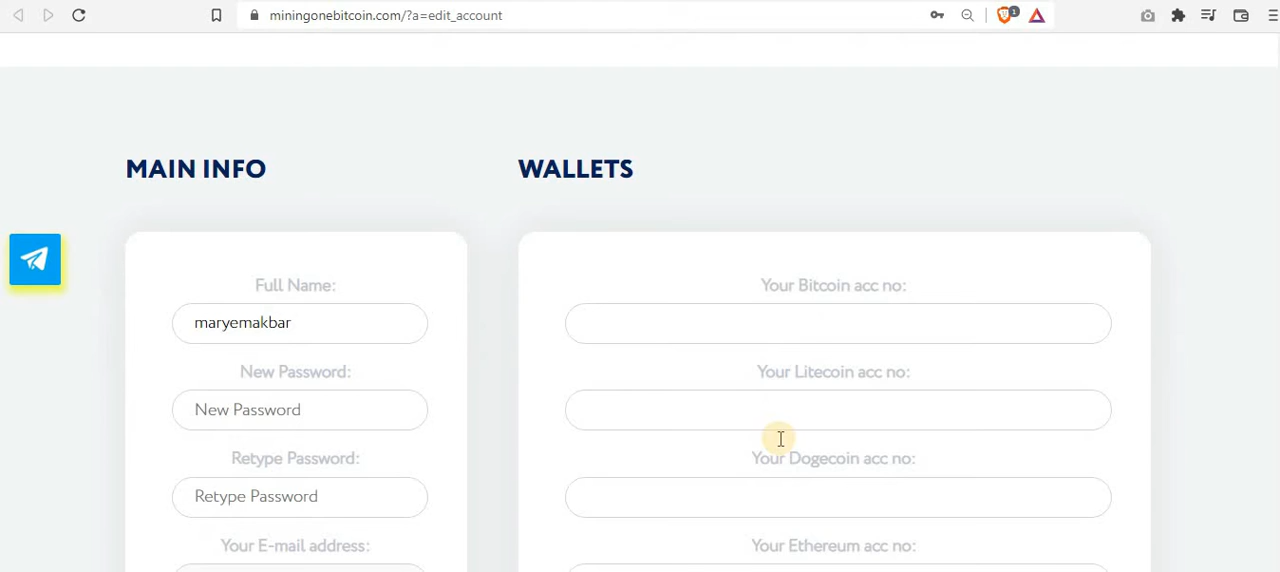 miningonebitcoin.com/?a=edit_account
1
MAIN INFO
WALLETS
Full Name:
maryemakbar
New Password:
New Password
Retype Password:
Retype Password
Your E-mail address:
Your Bitcoin acc no:
Your Litecoin acc no:
Your Dogecoin acc no:
Your Ethereum acc no: